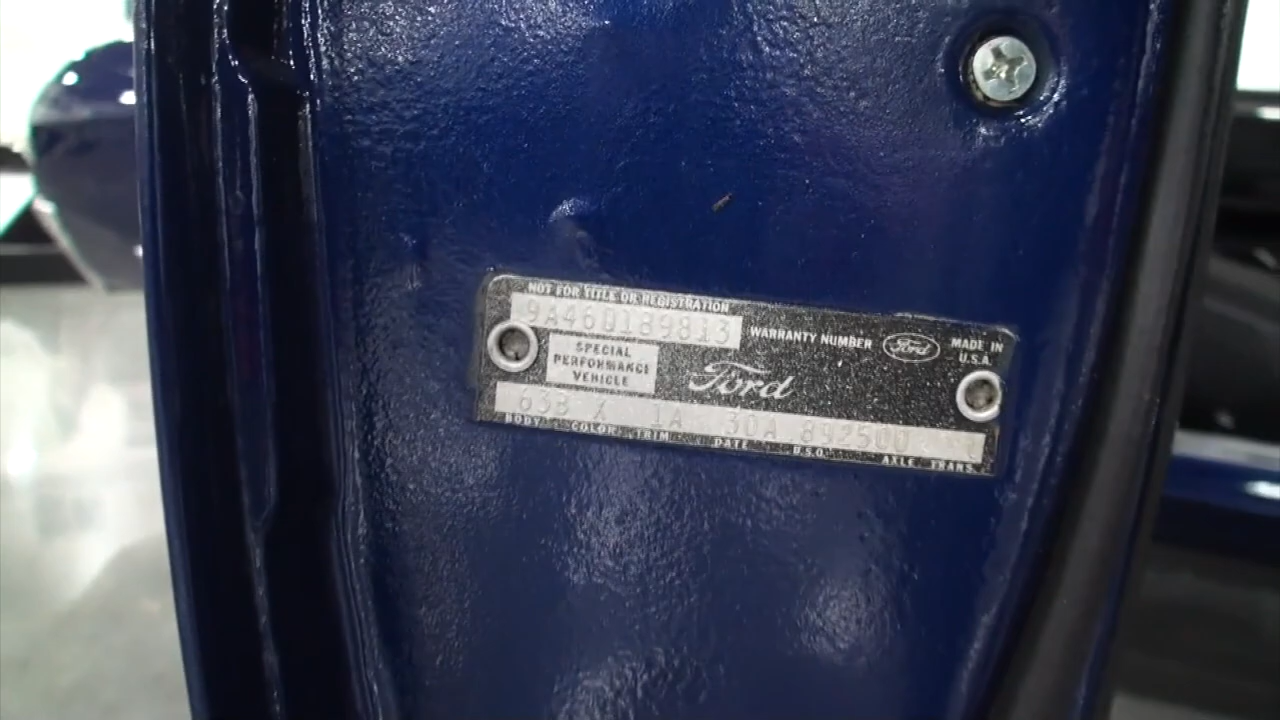 NOT FOR TITLE OR REGISTRATION
9A46Q189813
WARRANTY NUMBER
Ford
MADE IN
U.S.A.
SPECIAL
PERFORMANCE
VEHICLE
Ford
63B X 1A 30A 892500
BODY COLOR TRIM DATE D.S.O. AXLE TRANS.